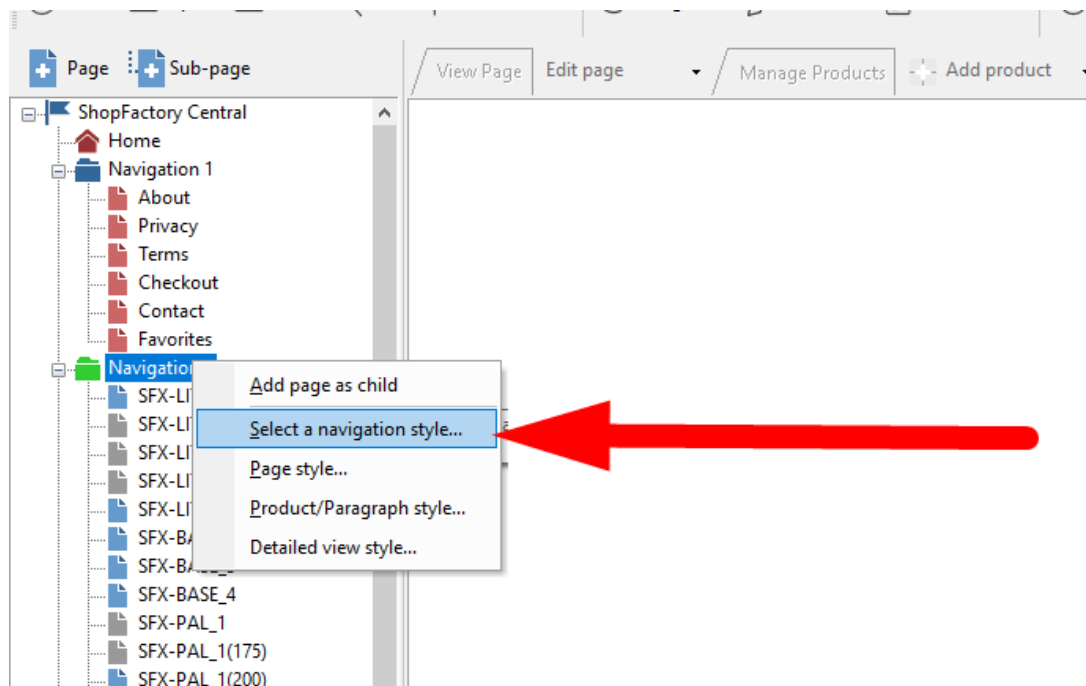 Page Sub-page
View Page Edit page Manage Products Add product
ShopFactory Central
Home
Navigation 1
About
Privacy
Terms
Checkout
Contact
Favorites
Add page as child
Select a navigation style...
Page style...
Product/Paragraph style...
Detailed view style...
SFX-BASE_4
SFX-PAL_1
SFX-PAL_1(175)
SFX-PAL_1(200)